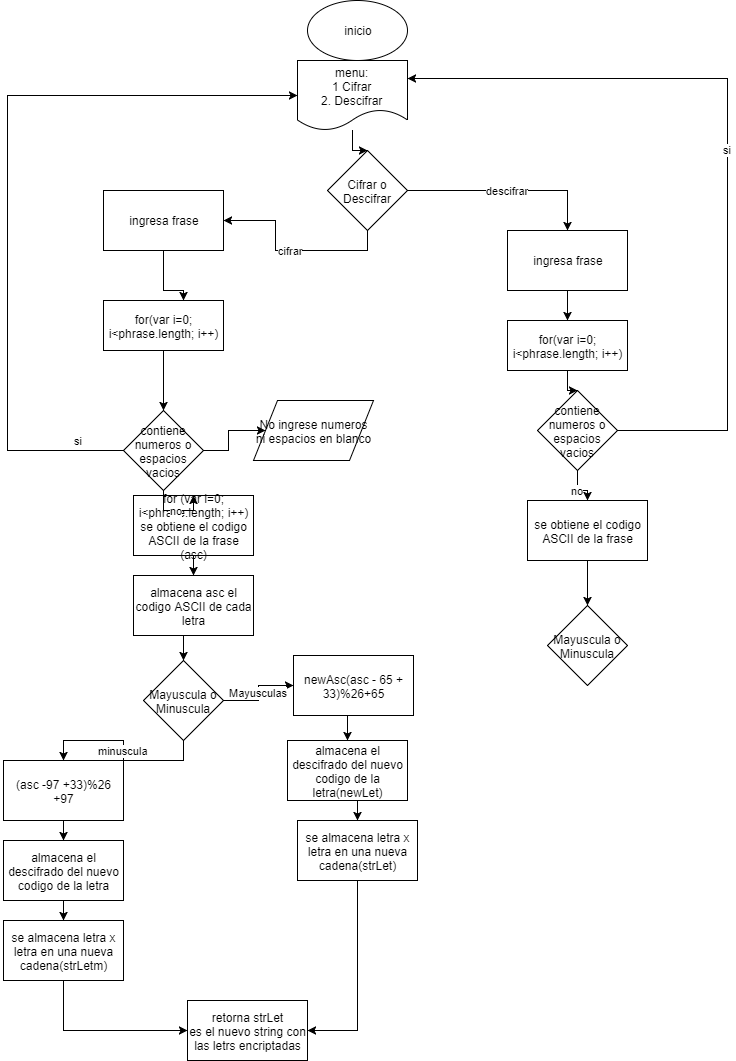 inicio
menu:
1 Cifrar
2. Descifrar
Cifrar o
Descifrar
cifrar
descifrar
ingresa frase
for(var i=0;
i<phrase.length; i++)
contiene
numeros o
espacios
vacios
si
No ingrese numeros
ni espacios en blanco
no
for (var i=0;
i<phrase.length; i++)
se obtiene el codigo
ASCII de la frase
(asc)
almacena asc el
codigo ASCII de cada
letra
Mayuscula o
Minuscula
Mayusculas
minuscula
newAsc(asc - 65 +
33)%26+65
almacena el
descifrado del nuevo
codigo de la
letra(newLet)
se almacena letra x
letra en una nueva
cadena(strLet)
(asc -97 +33)%26
+97
almacena el
descifrado del nuevo
codigo de la letra
se almacena letra x
letra en una nueva
cadena(strLetm)
retorna strLet
es el nuevo string con
las letrs encriptadas
ingresa frase
for(var i=0;
i<phrase.length; i++)
contiene
numeros o
espacios
vacios
si
no
se obtiene el codigo
ASCII de la frase
Mayuscula o
Minuscula